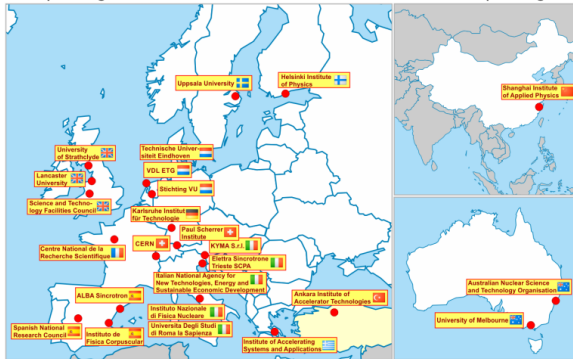 Uppsala University
Helsinki Institute
of Physics
Shanghai Institute
of Applied Physics
University
of Strathclyde
Technische Univer-
siteit Eindhoven
VDL ETG
Lancaster
University
Stichting VU
Science and Techno-
logy Facilities Council
Karlsruhe Institut
für Technologie
Paul Scherrer
Institute
CERN
KYMA S.r.l.
Centre National de la
Recherche Scientifique
Elettra Sincrotrone
Trieste SCPA
Italian National Agency for
New Technologies, Energy and
Sustainable Economic Development
ALBA Sincrotron
Ankara Institute of
Accelerator Technologies
Istituto Nazionale
di Fisica Nucleare
Spanish National
Research Council
Instituto de
Fisica Corpuscular
Universita Degli Studi
di Roma la Sapienza
Institute of Accelerating
Systems and Applications
Australian Nuclear Science
and Technology Organisation
University of Melbourne